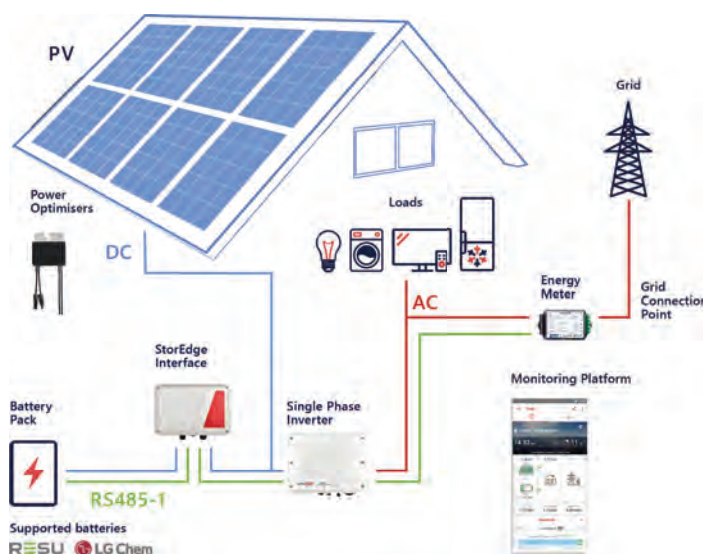 PV
Grid
Power
Optimisers
Loads
DC
Energy
Meter
AC
Grid
Connection
Point
StorEdge
Interface
Monitoring Platform
Battery
Pack
Single Phase
Inverter
RS485-1
Supported batteries
RESU LG Chem